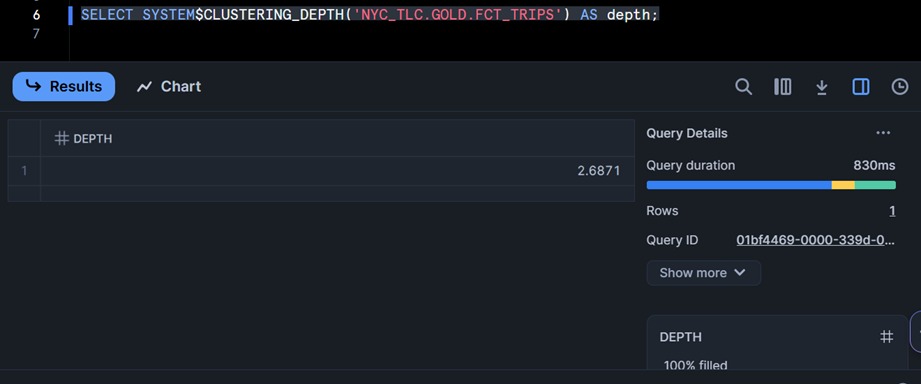 6 SELECT SYSTEM$CLUSTERING_DEPTH('NYC_TLC.GOLD.FCT_TRIPS') AS depth;
7
Results Chart
DEPTH
1 2.6871
Query Details ...
Query duration 830ms
Rows 1
Query ID 01bf4469-0000-339d-0...
Show more
DEPTH
100% filled